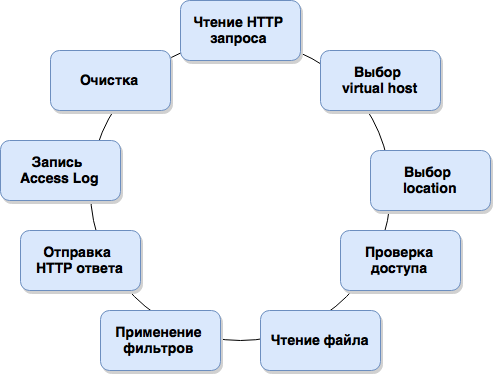 Чтение HTTP
запроса
Выбор
virtual host
Выбор
location
Проверка
доступа
Чтение файла
Применение
фильтров
Отправка
HTTP ответа
Запись
Access Log
Очистка